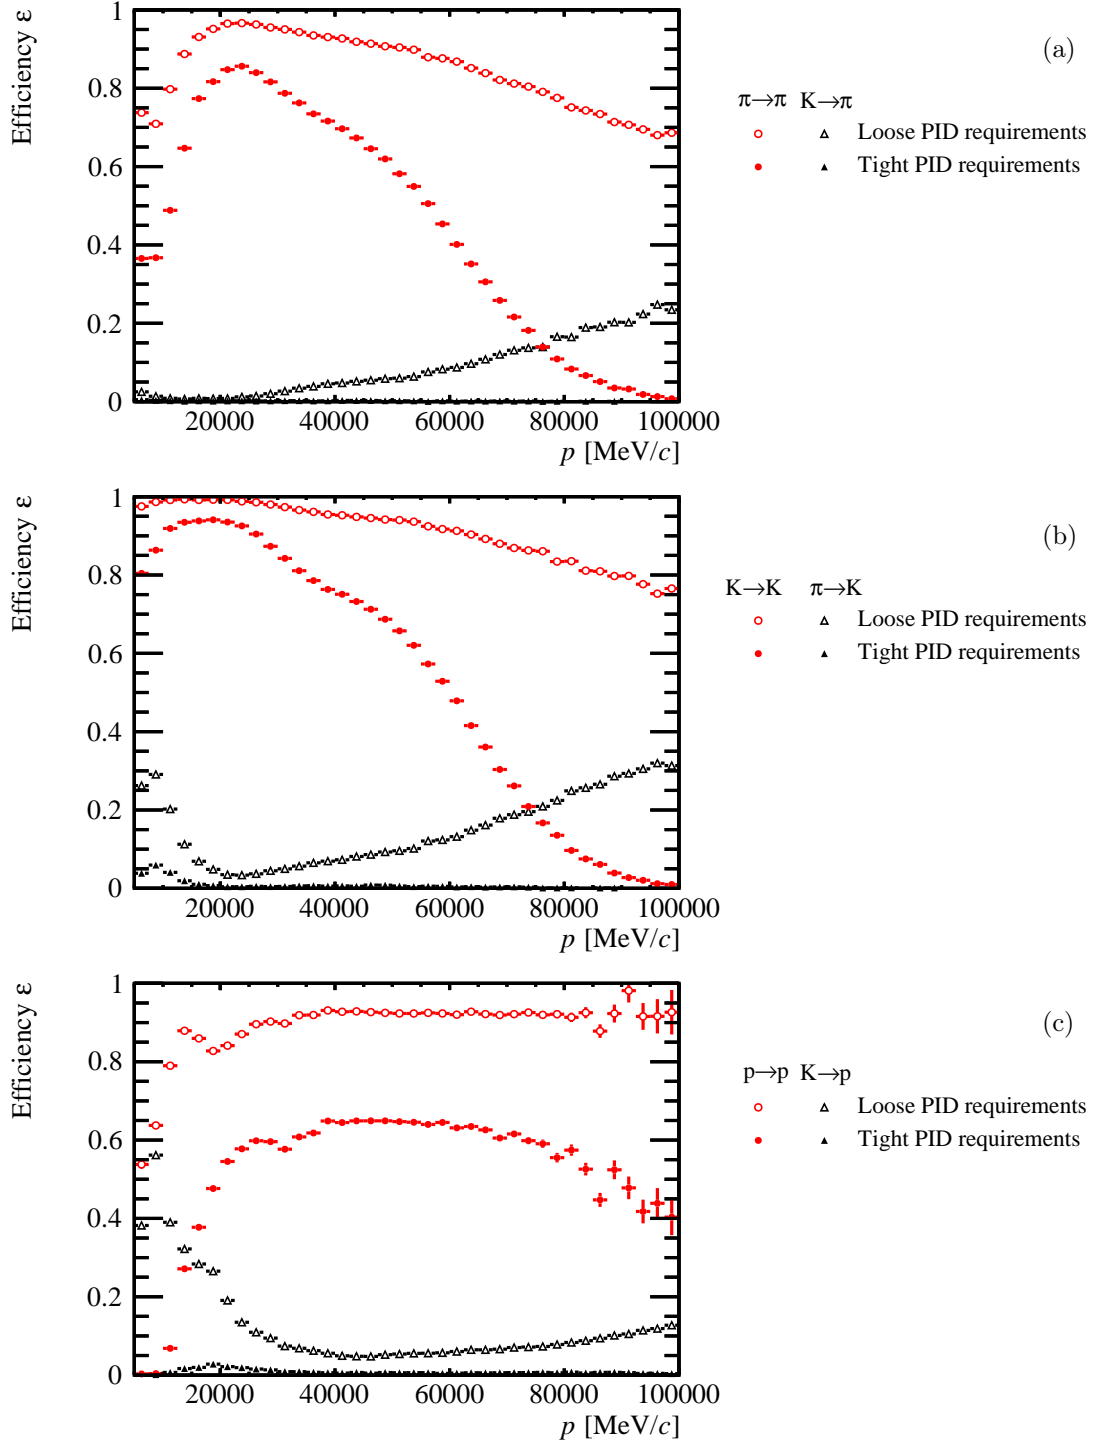 Efficiency ε
1
0.8
0.6
0.4
0.2
0
20000 40000 60000 80000 100000
p [MeV/c]
(a)
π→π K→π
Loose PID requirements
Tight PID requirements
Efficiency ε
1
0.8
0.6
0.4
0.2
0
20000 40000 60000 80000 100000
p [MeV/c]
(b)
K→K π→K
Loose PID requirements
Tight PID requirements
Efficiency ε
1
0.8
0.6
0.4
0.2
0
20000 40000 60000 80000 100000
p [MeV/c]
(c)
p→p K→p
Loose PID requirements
Tight PID requirements